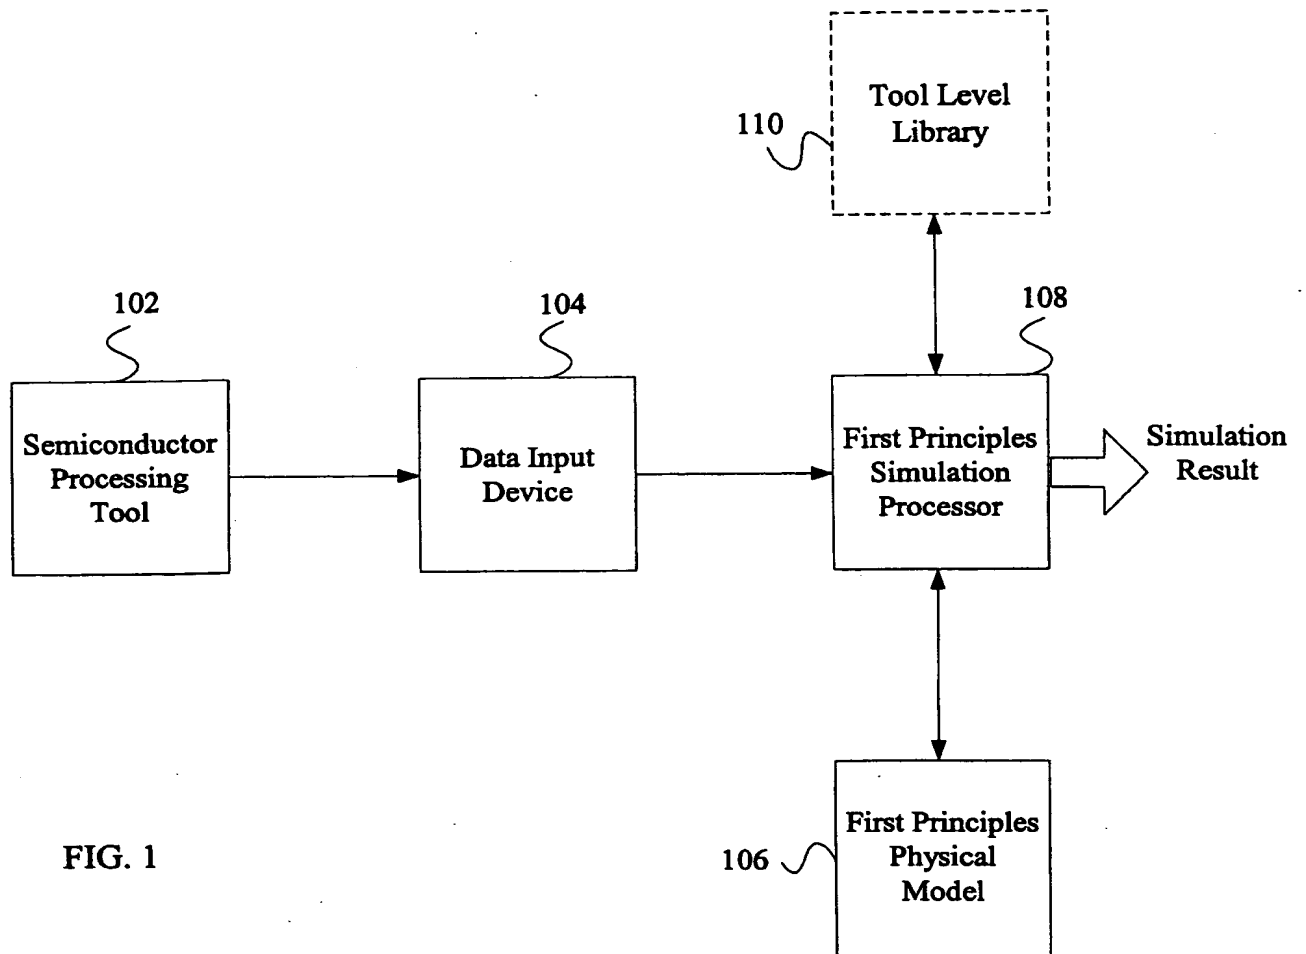 Tool Level
Library
110
102
104
108
Semiconductor
Processing
Tool
Data Input
Device
First Principles
Simulation
Processor
Simulation
Result
First Principles
Physical
Model
106
FIG. 1